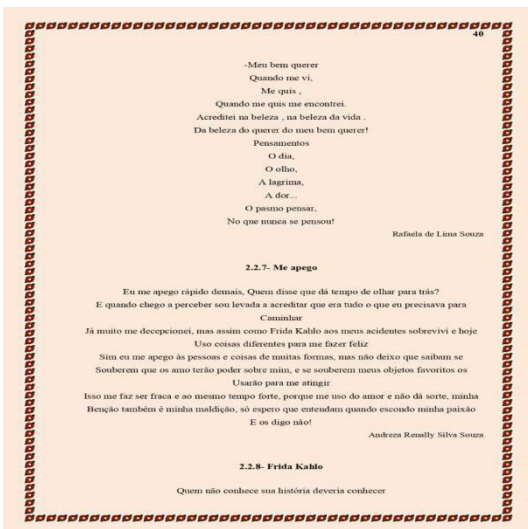 40
-Meu bem querer
Quando me vi,
Me quis ,
Quando me quis me encontrei.
Acreditei na beleza , na beleza da vida .
Da beleza do querer do meu bem querer!
Pensamentos
O dia,
O olho,
A lagrima,
A dor...
O pasmo pensar,
No que nunca se pensou!
Rafaela de Lima Souza
2.2.7- Me apego
Eu me apego rápido demais, Quem disse que dá tempo de olhar para trás?
E quando chego a perceber sou levada a acreditar que era tudo o que eu precisava para
Caminhar
Já muito me decepcionei, mas assim como Frida Kahlo aos meus acidentes sobrevivi e hoje
Uso coisas diferentes para me fazer feliz
Sim eu me apego às pessoas e coisas de muitas formas, mas não deixo que saibam se
Souberem que os amo terão poder sobre mim, e se souberem meus objetos favoritos os
Usarão para me atingir
Isso me faz ser fraca e ao mesmo tempo forte, porque me uso do amor e não dá sorte, minha
Benção também é minha maldição, só espero que entendam quando escondo minha paixão
E os digo não!
Andreza Renally Silva Souza
2.2.8- Frida Kahlo
Quem não conhece sua história deveria conhecer